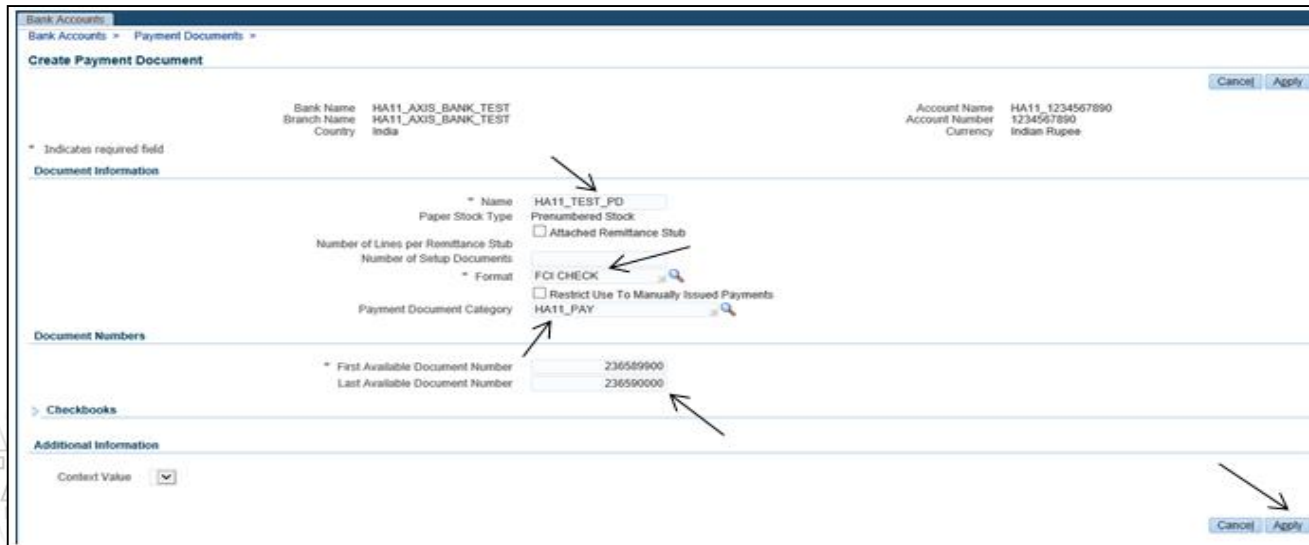 Bank Accounts
Bank Accounts > Payment Documents >
Create Payment Document
Cancel Apply
Bank Name HA11_AXIS_BANK_TEST Account Name HA11_1234567890
Branch Name HA11_AXIS_BANK_TEST Account Number 1234567890
Country India Currency Indian Rupee
* Indicates required field
Document Information
* Name HA11_TEST_PD
Paper Stock Type Prenumbered Stock
Attached Remittance Stub
Number of Lines per Remittance Stub
Number of Setup Documents
* Format FCI CHECK
Restrict Use To Manually Issued Payments
Payment Document Category HA11_PAY
Document Numbers
* First Available Document Number 236589900
Last Available Document Number 236590000
Checkbooks
Additional Information
Context Value
Cancel Apply